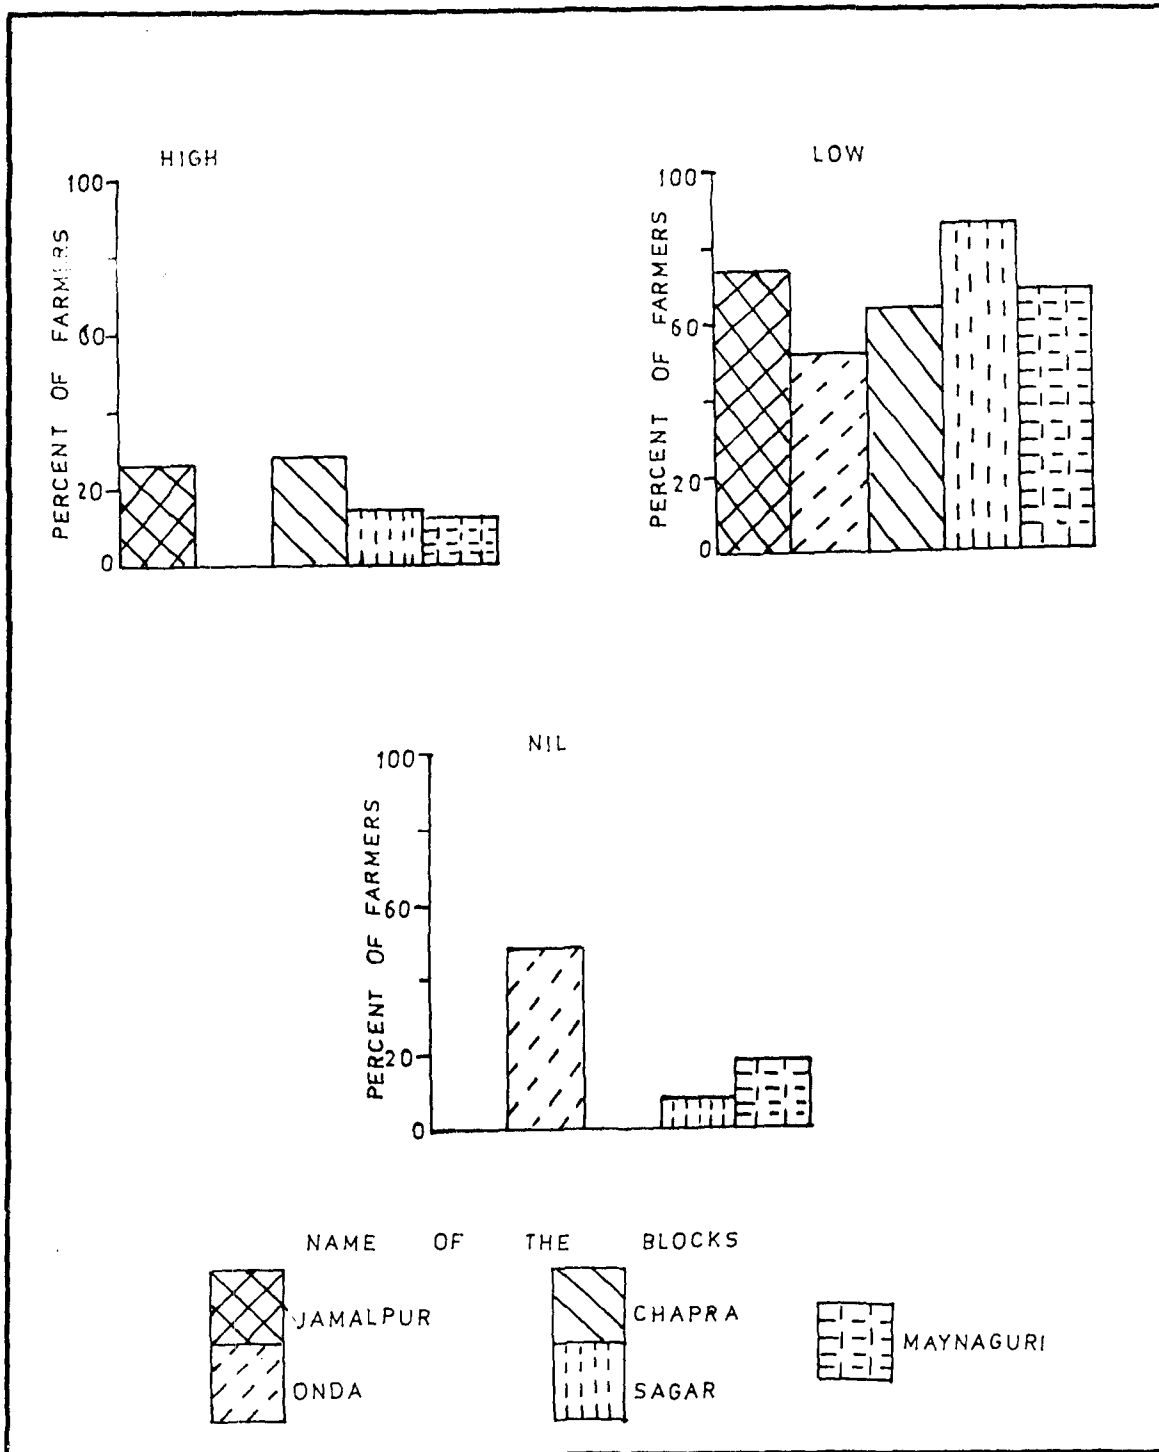 HIGH
100
60
20
0
PERCENT OF FARMERS
LOW
100
60
20
0
PERCENT OF FARMERS
NIL
100
60
20
0
PERCENT OF FARMERS
NAME OF THE BLOCKS
JAMALPUR
CHAPRA
MAYNAGURI
ONDA
SAGAR